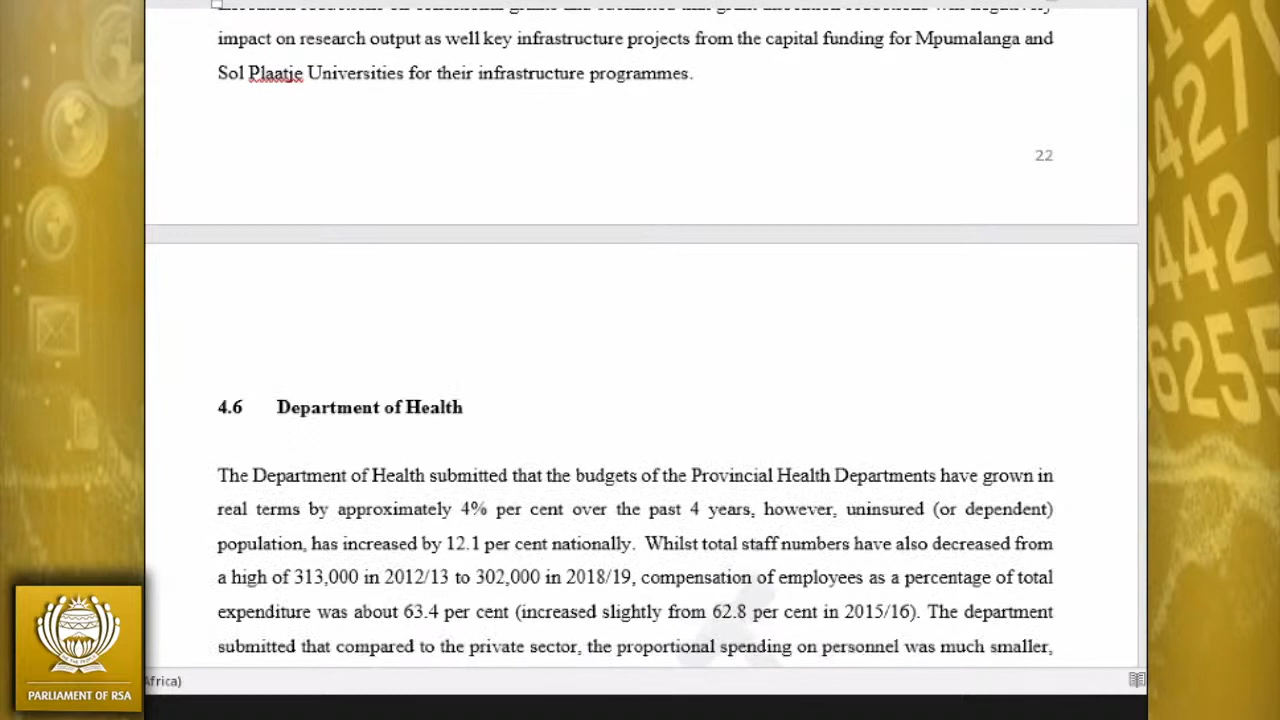 impact on research output as well key infrastructure projects from the capital funding for Mpumalanga and
Sol Plaatje Universities for their infrastructure programmes.
22
4.6 Department of Health
The Department of Health submitted that the budgets of the Provincial Health Departments have grown in
real terms by approximately 4% per cent over the past 4 years, however, uninsured (or dependent)
population, has increased by 12.1 per cent nationally. Whilst total staff numbers have also decreased from
a high of 313,000 in 2012/13 to 302,000 in 2018/19, compensation of employees as a percentage of total
expenditure was about 63.4 per cent (increased slightly from 62.8 per cent in 2015/16). The department
submitted that compared to the private sector, the proportional spending on personnel was much smaller,
Africa)
PARLIAMENT OF RSA
427
442
442
6255